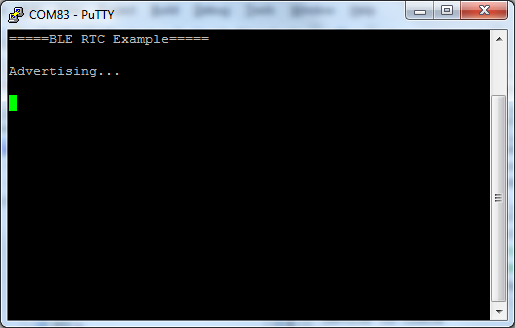 COM83 - PuTTY
=====BLE RTC Example=====
Advertising...